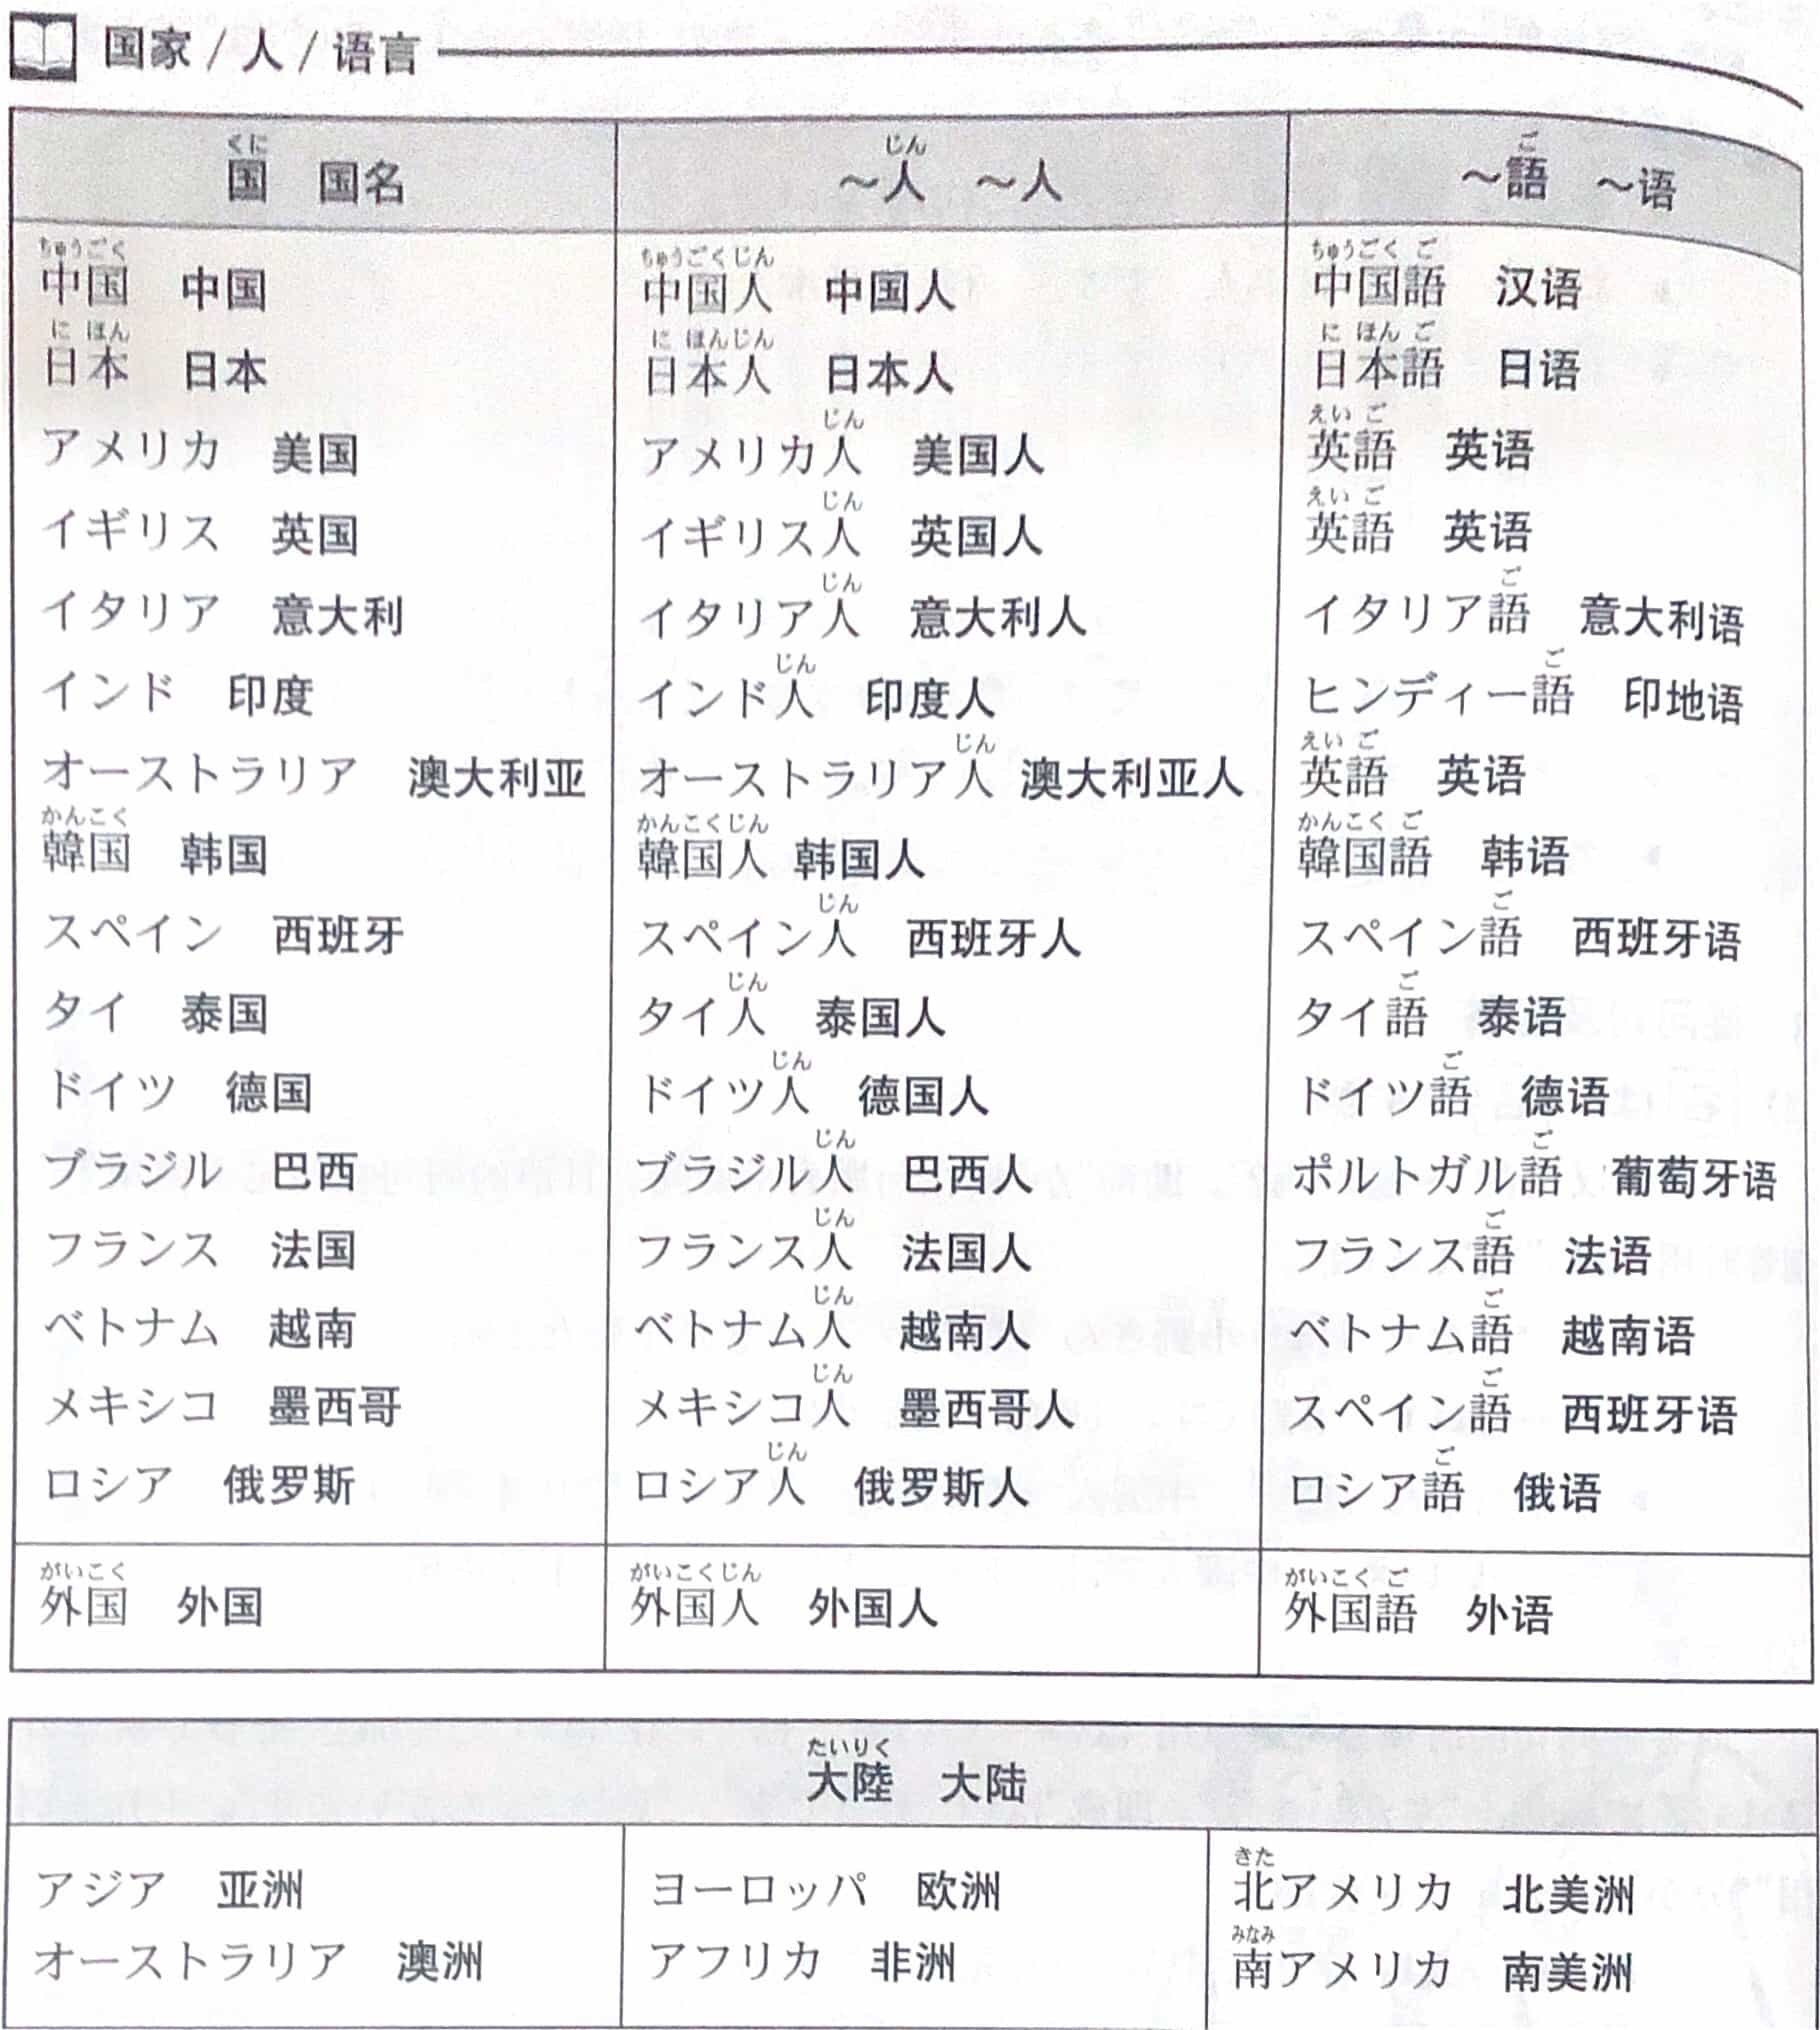 国家 / 人 / 语言
くに じん ご
国 国名 ～人 ～人 ～語 ～语
ちゅうごく ちゅうごくじん ちゅうごくご
中国 中国 中国人 中国人 中国語 汉语
に ほん に ほんじん に ほん ご
日本 日本 日本人 日本人 日本語 日语
じん えい ご
アメリカ 美国 アメリカ人 美国人 英語 英语
じん えい ご
イギリス 英国 イギリス人 英国人 英語 英语
じん ご
イタリア 意大利 イタリア人 意大利人 イタリア語 意大利语
じん ご
インド 印度 インド人 印度人 ヒンディー語 印地语
じん えい ご
オーストラリア 澳大利亚 オーストラリア人 澳大利亚人 英語 英语
かんこく かんこくじん かんこく ご
韓国 韩国 韓国人 韩国人 韓国語 韩语
じん ご
スペイン 西班牙 スペイン人 西班牙人 スペイン語 西班牙语
じん ご
タイ 泰国 タイ人 泰国人 タイ語 泰语
じん ご
ドイツ 德国 ドイツ人 德国人 ドイツ語 德语
じん ご
ブラジル 巴西 ブラジル人 巴西人 ポルトガル語 葡萄牙语
じん ご
フランス 法国 フランス人 法国人 フランス語 法语
じん ご
ベトナム 越南 ベトナム人 越南人 ベトナム語 越南语
じん ご
メキシコ 墨西哥 メキシコ人 墨西哥人 スペイン語 西班牙语
じん ご
ロシア 俄罗斯 ロシア人 俄罗斯人 ロシア語 俄语
がいこく がいこくじん がいこく ご
外国 外国 外国人 外国人 外国語 外语
たいりく
大陸 大陆
きた
アジア 亚洲 ヨーロッパ 欧洲 北アメリカ 北美洲
みなみ
オーストラリア 澳洲 アフリカ 非洲 南アメリカ 南美洲